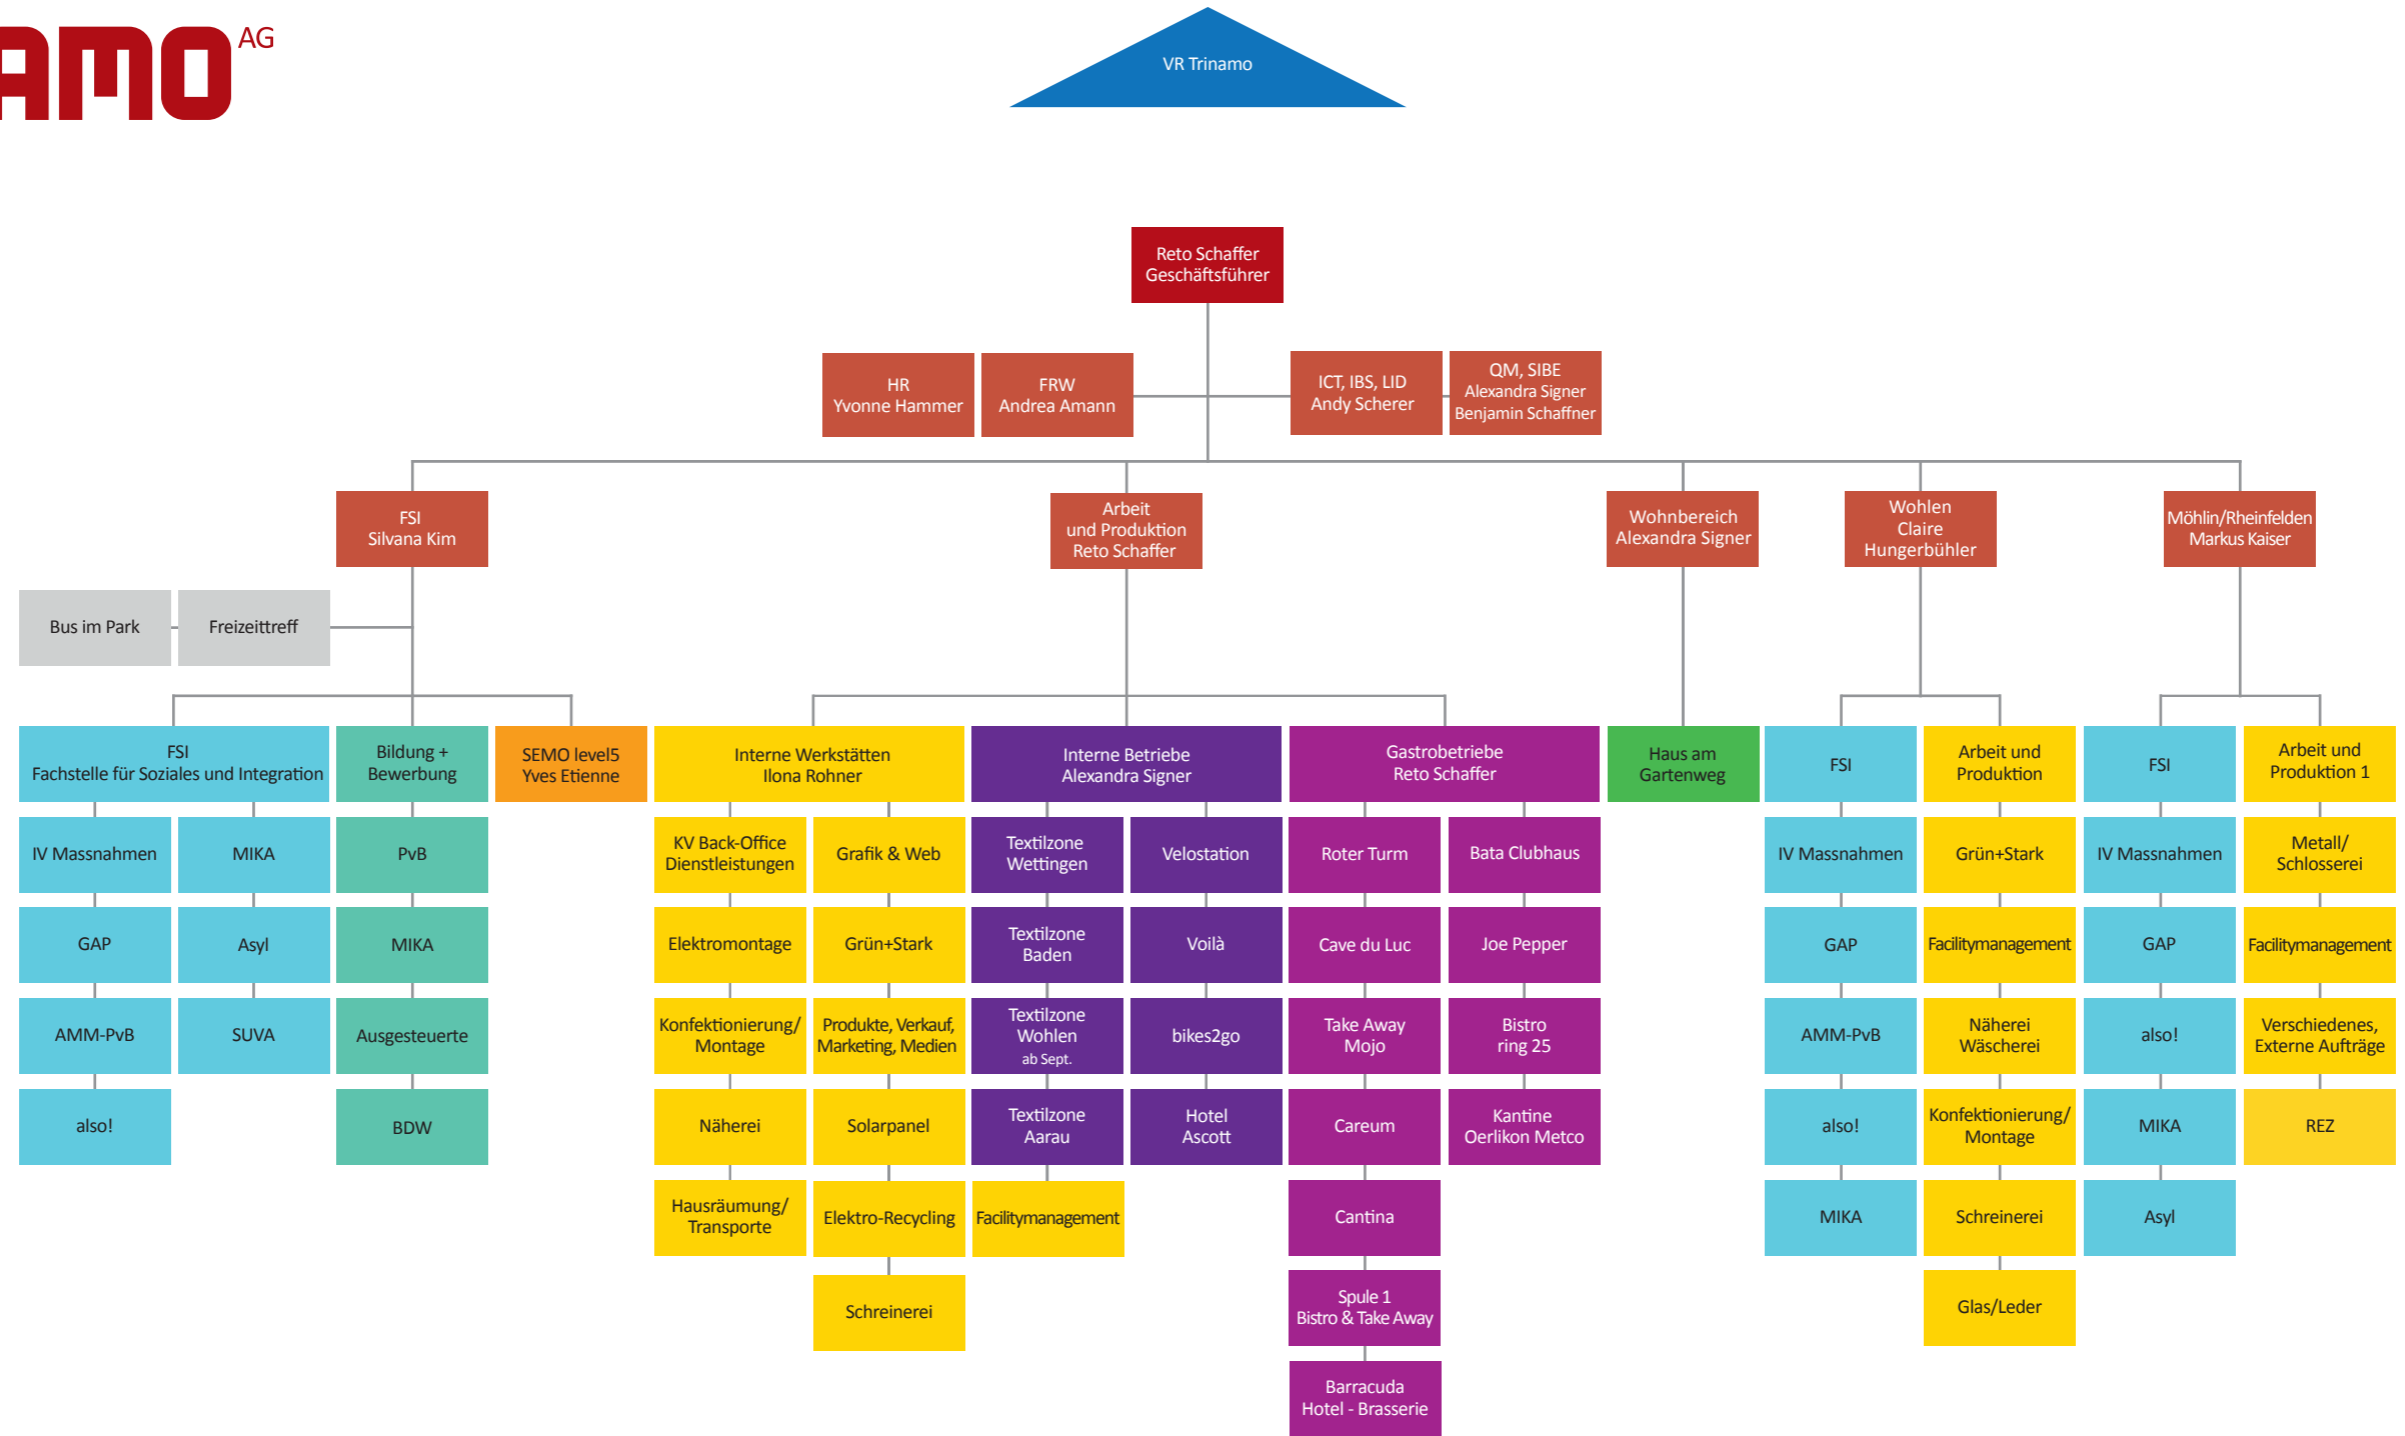 AMO AG
VR Trinamo
Reto Schaffer
Geschäftsführer
HR
Yvonne Hammer
FRW
Andrea Amann
ICT, IBS, LID
Andy Scherer
QM, SIBE
Alexandra Signer
Benjamin Schaffner
FSI
Silvana Kim
Arbeit
und Produktion
Reto Schaffer
Wohnbereich
Alexandra Signer
Wohlen
Claire
Hungerbühler
Möhlin/Rheinfelden
Markus Kaiser
Bus im Park
Freizeittreff
FSI
Fachstelle für Soziales und Integration
Bildung +
Bewerbung
SEMO level5
Yves Etienne
Interne Werkstätten
Ilona Rohner
Interne Betriebe
Alexandra Signer
Gastrobetriebe
Reto Schaffer
Haus am
Gartenweg
FSI
Arbeit und
Produktion
FSI
Arbeit und
Produktion 1
IV Massnahmen
MIKA
PvB
KV Back-Office
Dienstleistungen
Grafik & Web
Textilzone
Wettingen
Velostation
Roter Turm
Bata Clubhaus
IV Massnahmen
Grün+Stark
IV Massnahmen
Metall/
Schlosserei
GAP
Asyl
MIKA
Elektromontage
Grün+Stark
Textilzone
Baden
Voilà
Cave du Luc
Joe Pepper
GAP
Facilitymanagement
GAP
Facilitymanagement
AMM-PvB
SUVA
Ausgesteuerte
Konfektionierung/
Montage
Produkte, Verkauf,
Marketing, Medien
Textilzone
Wohlen
ab Sept.
bikes2go
Take Away
Mojo
Bistro
ring 25
AMM-PvB
Näherei
Wäscherei
also!
Verschiedenes,
Externe Aufträge
also!
BDW
Näherei
Solarpanel
Textilzone
Aarau
Hotel
Ascott
Careum
Kantine
Oerlikon Metco
also!
Konfektionierung/
Montage
MIKA
REZ
Hausräumung/
Transporte
Elektro-Recycling
Facilitymanagement
Cantina
MIKA
Schreinerei
Asyl
Schreinerei
Spule 1
Bistro & Take Away
Glas/Leder
Barracuda
Hotel - Brasserie